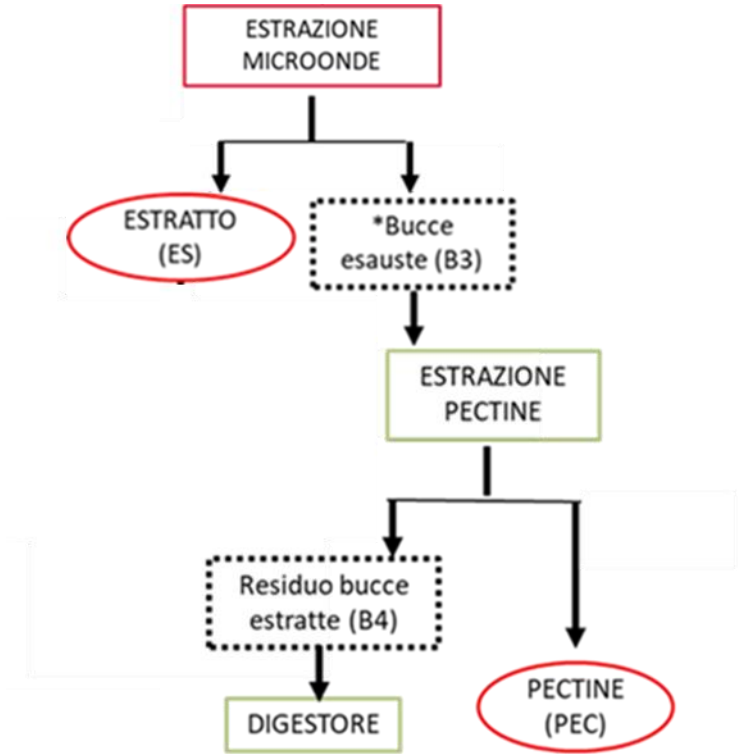 ESTRAZIONE
MICROONDE
ESTRATTO
(ES)
*Bucce
esauste (B3)
ESTRAZIONE
PECTINE
Residuo bucce
estratte (B4)
DIGESTORE
PECTINE
(PEC)